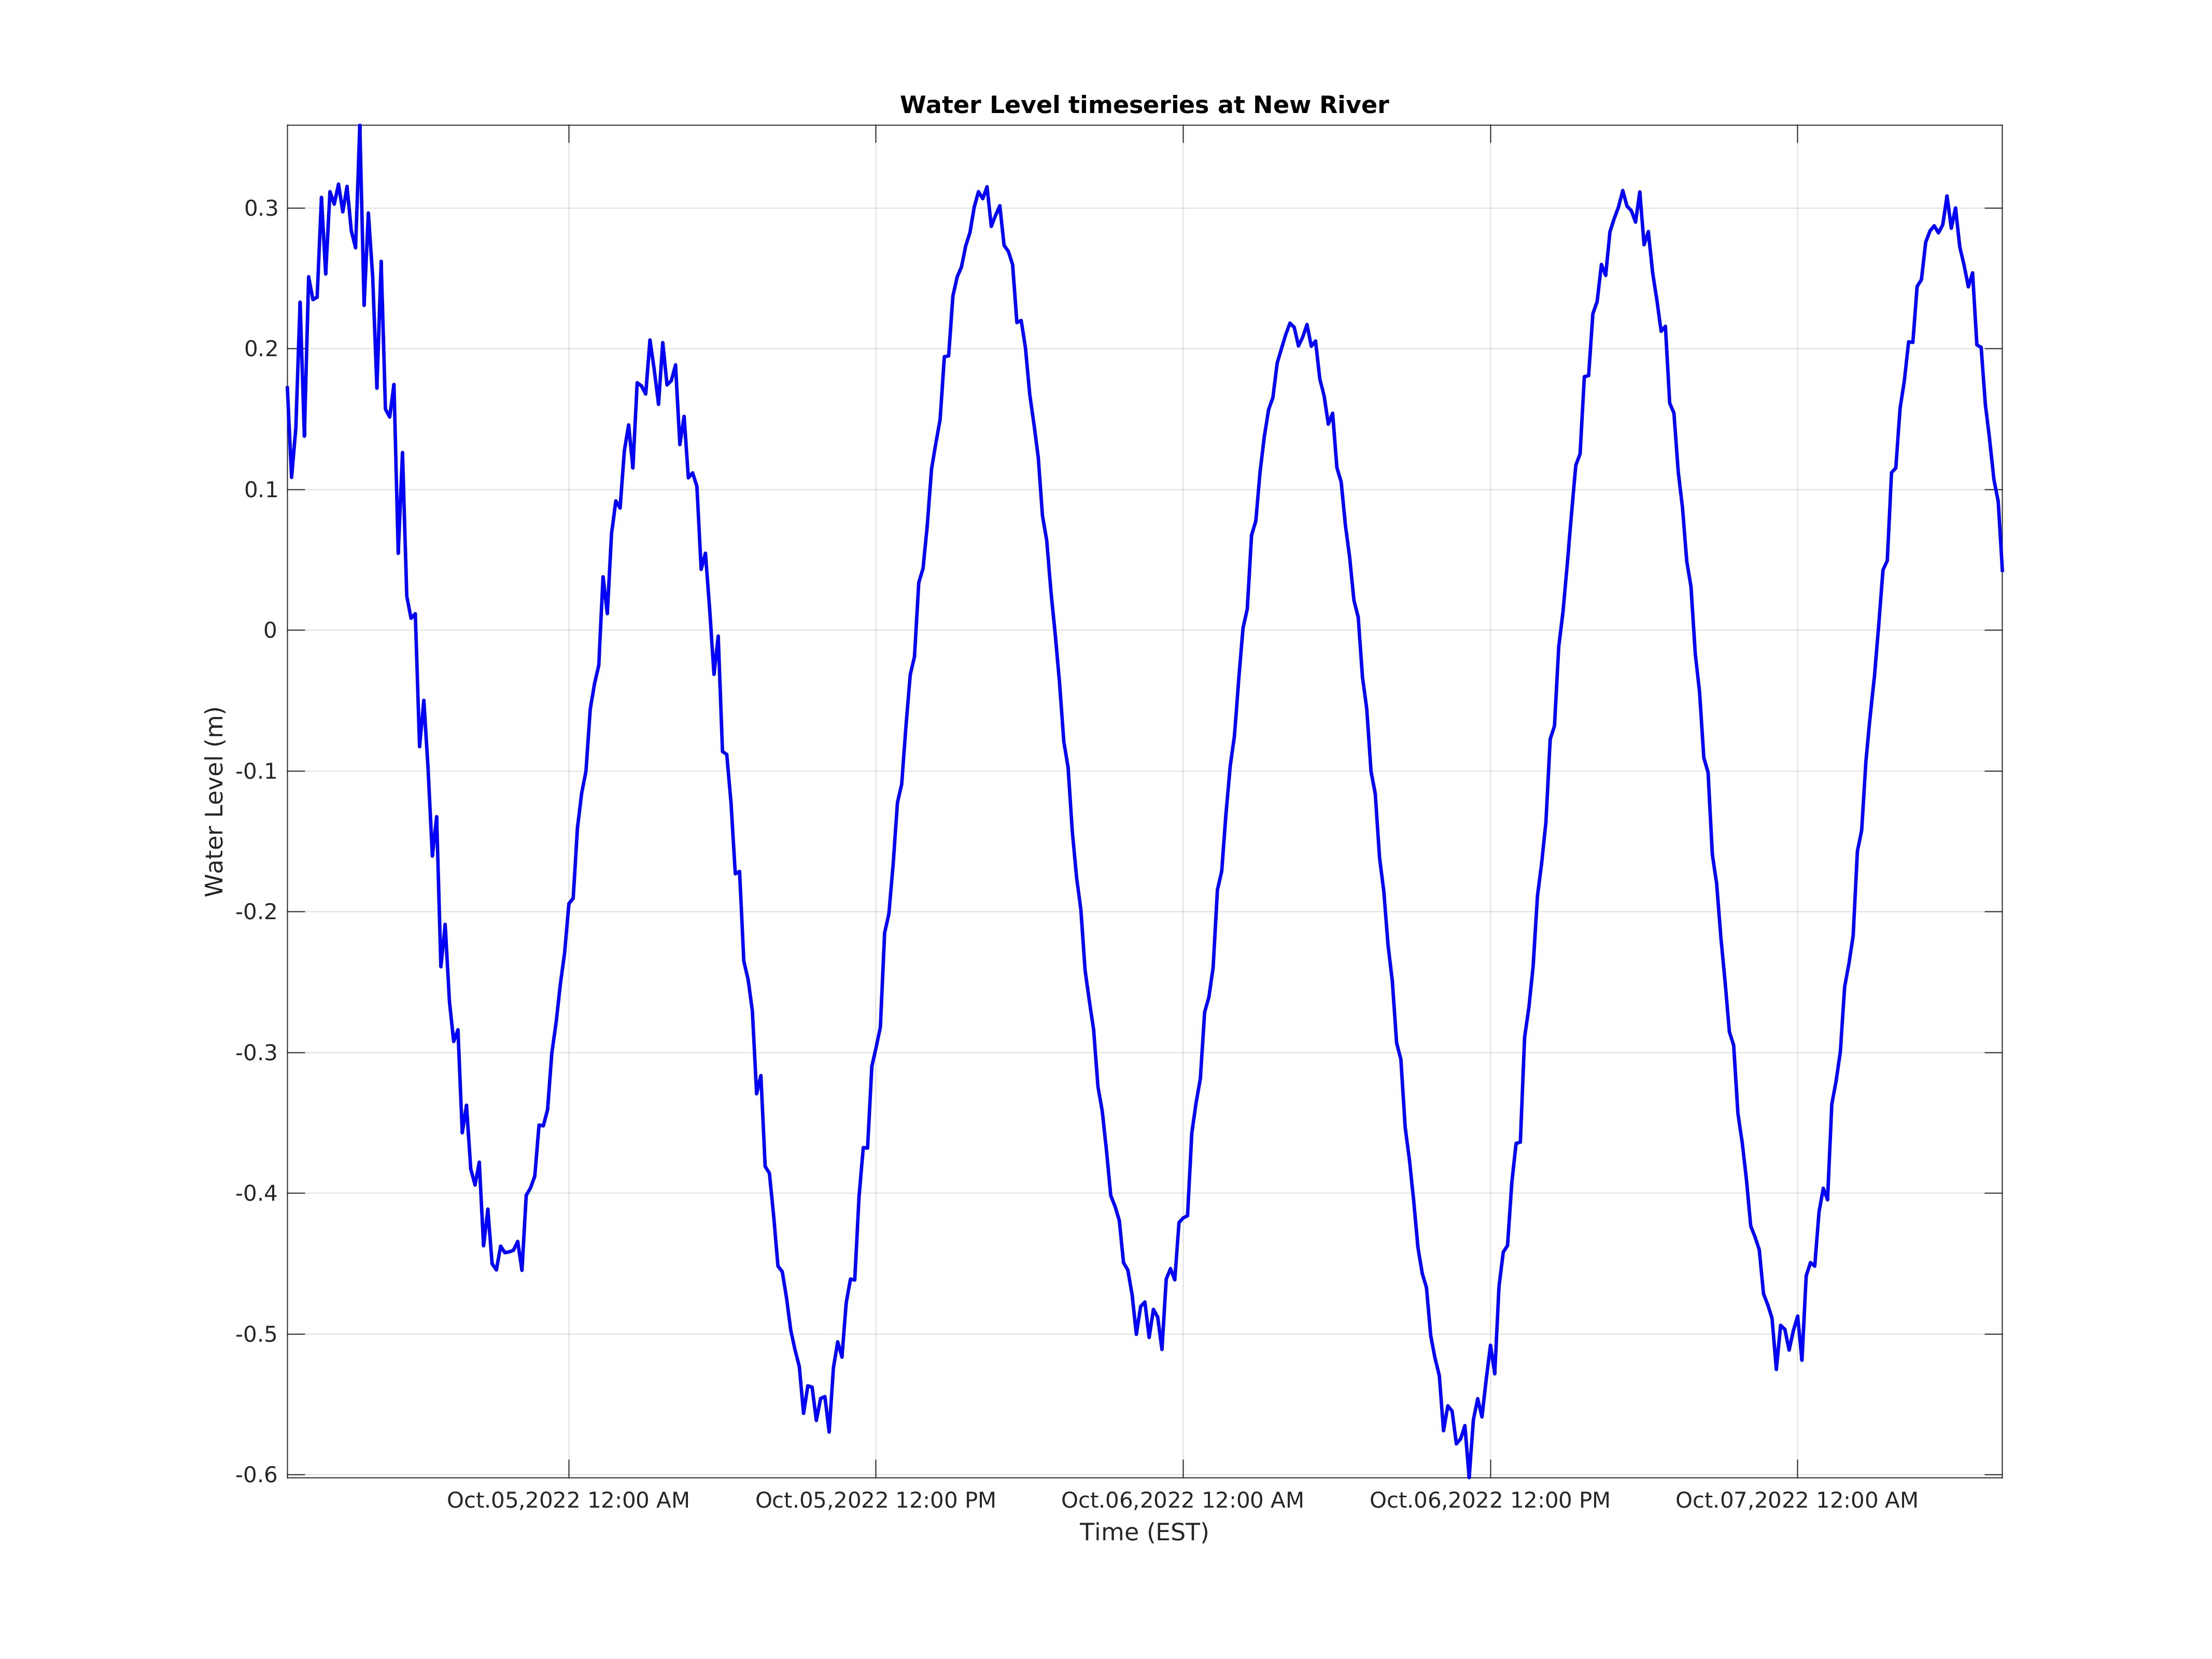 Water Level timeseries at New River
0.3
0.2
0.1
0
-0.1
-0.2
-0.3
-0.4
-0.5
-0.6
Water Level (m)
Oct.05,2022 12:00 AM
Oct.05,2022 12:00 PM
Oct.06,2022 12:00 AM
Oct.06,2022 12:00 PM
Oct.07,2022 12:00 AM
Time (EST)